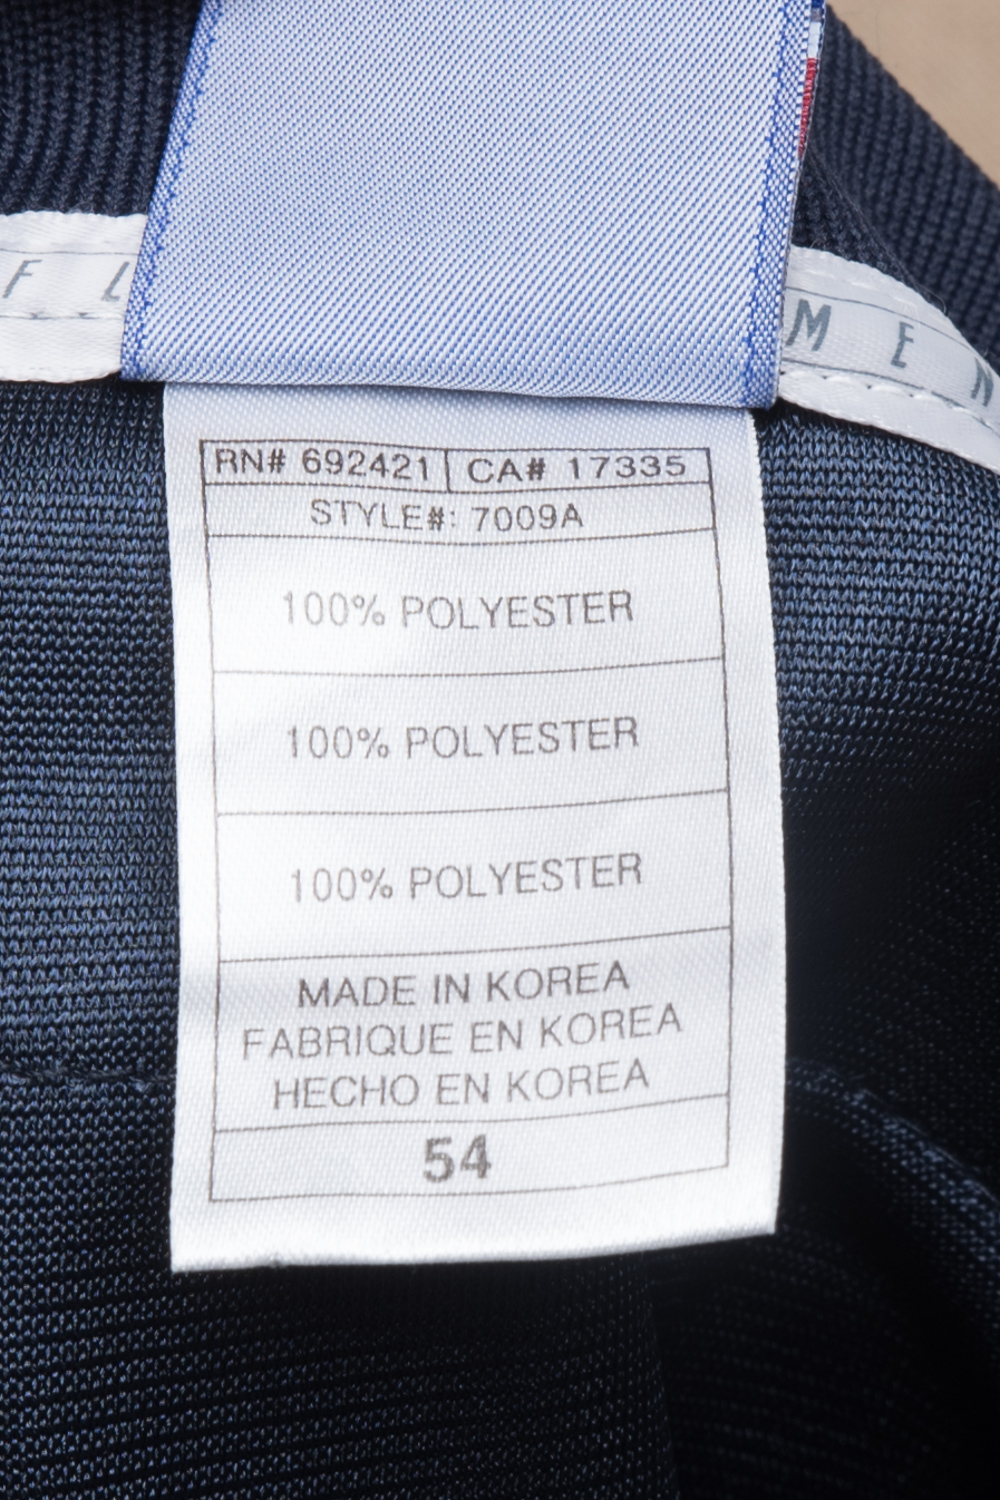 F L
M E N
RN# 692421 CA# 17335
STYLE#: 7009A
100% POLYESTER
100% POLYESTER
100% POLYESTER
MADE IN KOREA
FABRIQUE EN KOREA
HECHO EN KOREA
54